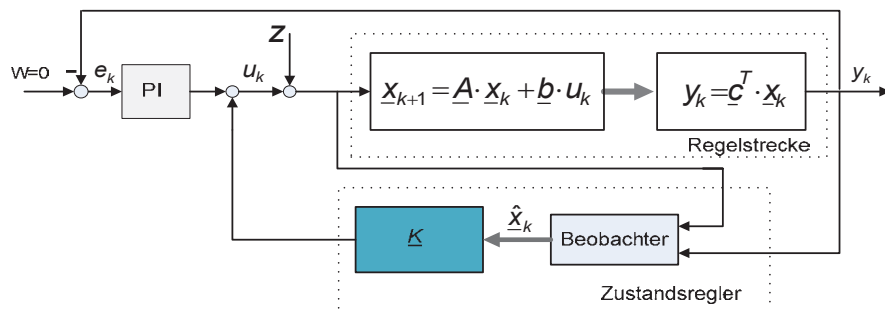 W=0
−
e_k
PI
u_k
Z
x_{k+1} = A · x_k + b · u_k
y_k = c^T · x_k
y_k
Regelstrecke
K
x̂_k
Beobachter
Zustandsregler